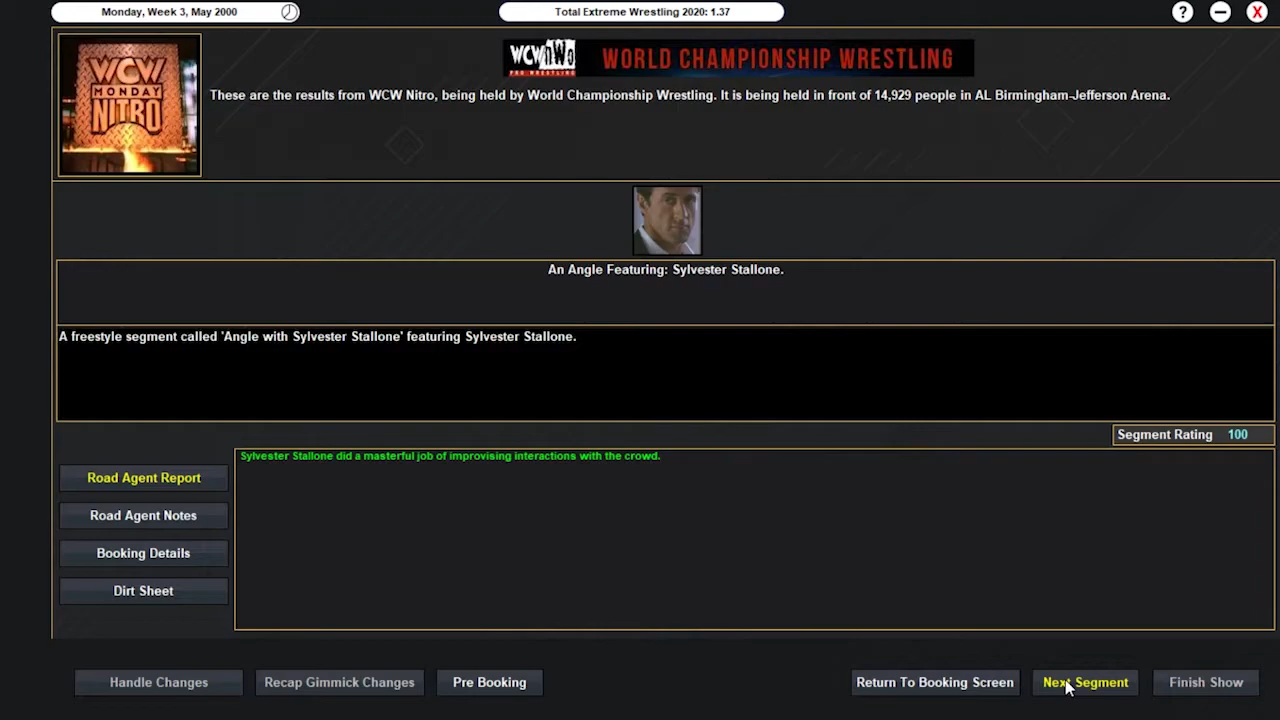 Monday, Week 3, May 2000
Total Extreme Wrestling 2020: 1.37
?
X
WCW
MONDAY
NITRO
WCW nWo
PRO WRESTLING
WORLD CHAMPIONSHIP WRESTLING
These are the results from WCW Nitro, being held by World Championship Wrestling. It is being held in front of 14,929 people in AL Birmingham-Jefferson Arena.
An Angle Featuring: Sylvester Stallone.
A freestyle segment called 'Angle with Sylvester Stallone' featuring Sylvester Stallone.
Segment Rating 100
Road Agent Report
Road Agent Notes
Booking Details
Dirt Sheet
Sylvester Stallone did a masterful job of improvising interactions with the crowd.
Handle Changes
Recap Gimmick Changes
Pre Booking
Return To Booking Screen
Next Segment
Finish Show